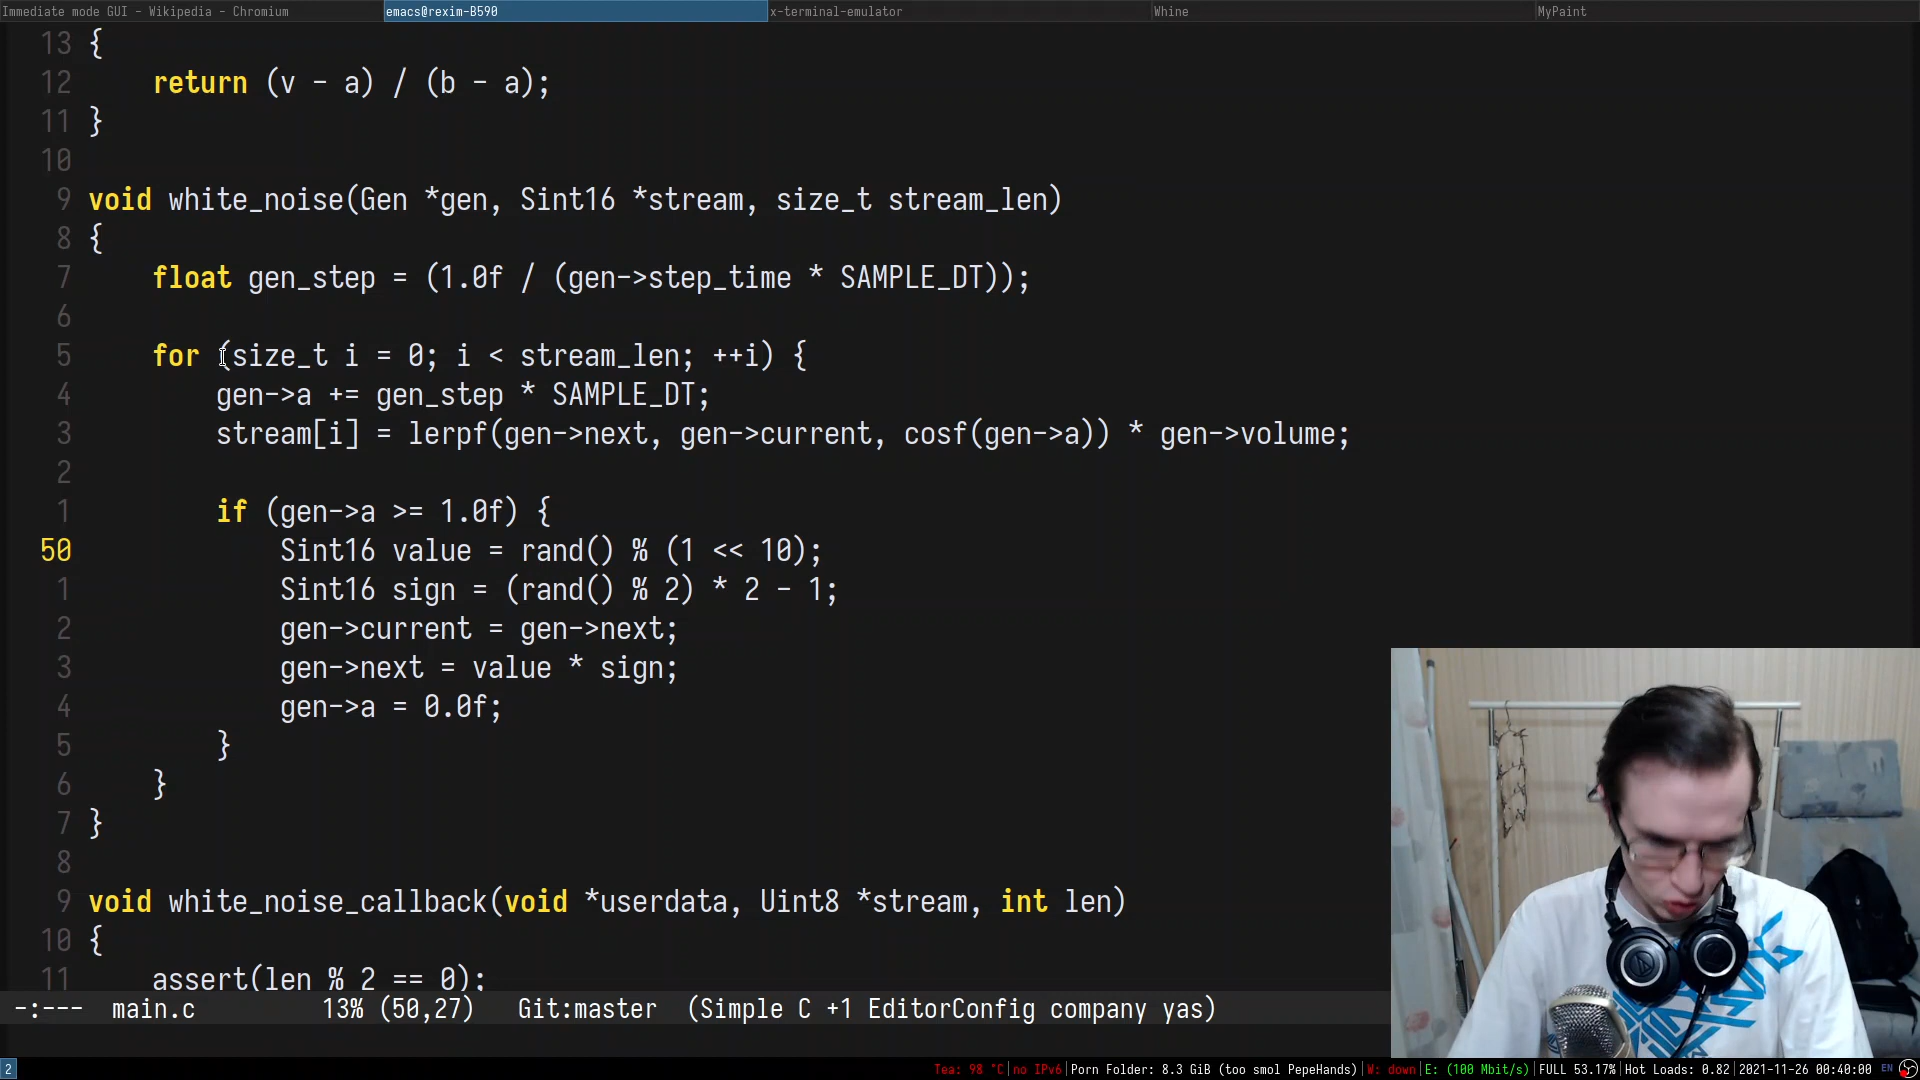 Immediate mode GUI - Wikipedia - Chromium emacs@rexim-B590 x-terminal-emulator Whine MyPaint
13 {
12 return (v - a) / (b - a);
11 }
10
9 void white_noise(Gen *gen, Sint16 *stream, size_t stream_len)
8 {
7 float gen_step = (1.0f / (gen->step_time * SAMPLE_DT));
6
5 for (size_t i = 0; i < stream_len; ++i) {
4 gen->a += gen_step * SAMPLE_DT;
3 stream[i] = lerpf(gen->next, gen->current, cosf(gen->a)) * gen->volume;
2
1 if (gen->a >= 1.0f) {
50 Sint16 value = rand() % (1 << 10);
1 Sint16 sign = (rand() % 2) * 2 - 1;
2 gen->current = gen->next;
3 gen->next = value * sign;
4 gen->a = 0.0f;
5 }
6 }
7 }
8
9 void white_noise_callback(void *userdata, Uint8 *stream, int len)
10 {
11 assert(len % 2 == 0);
-:--- main.c 13% (50,27) Git:master (Simple C +1 EditorConfig company yas)
2 Tea: 98 °C|no IPv6|Porn Folder: 8.3 GiB (too smol PepeHands)|W: down|E: (100 Mbit/s)|FULL 53.17%|Hot Loads: 0.82|2021-11-26 00:40:00 EN